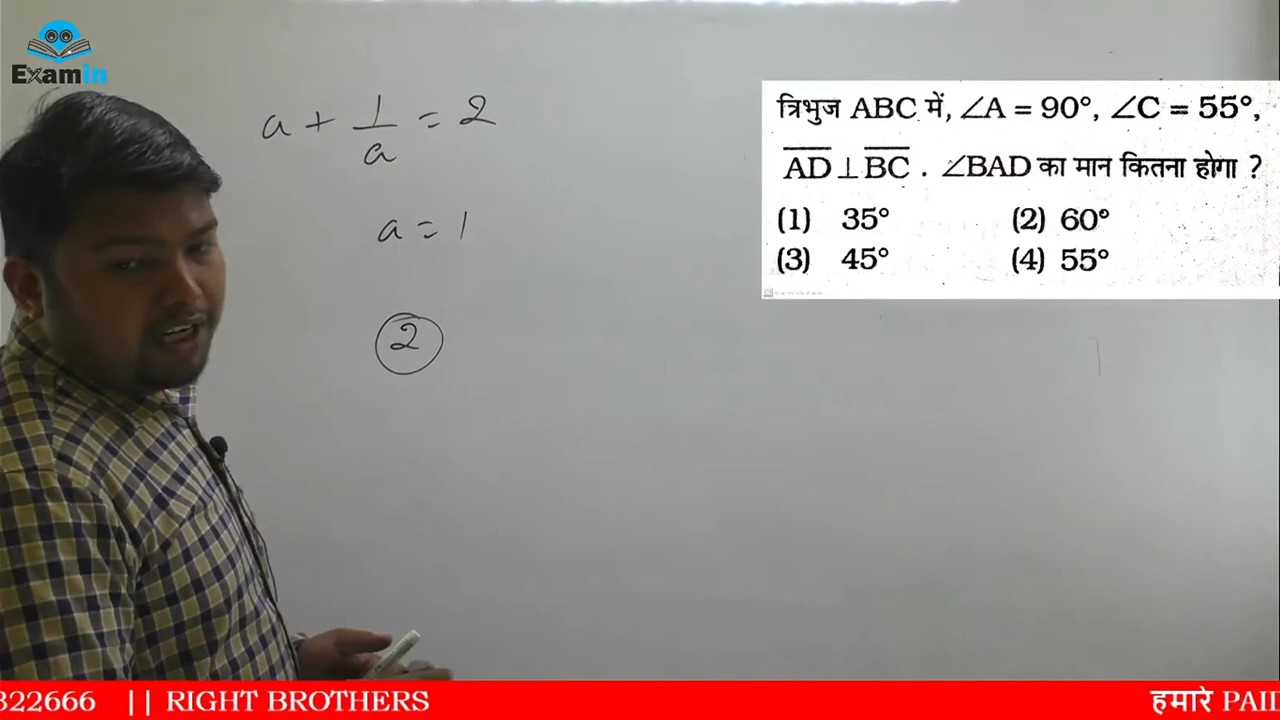 Examin
a + 1/a = 2
a = 1
2
त्रिभुज ABC में, ∠A = 90°, ∠C = 55°,
AD ⊥ BC . ∠BAD का मान कितना होगा ?
(1) 35° (2) 60°
(3) 45° (4) 55°
322666 || RIGHT BROTHERS हमारे PAID